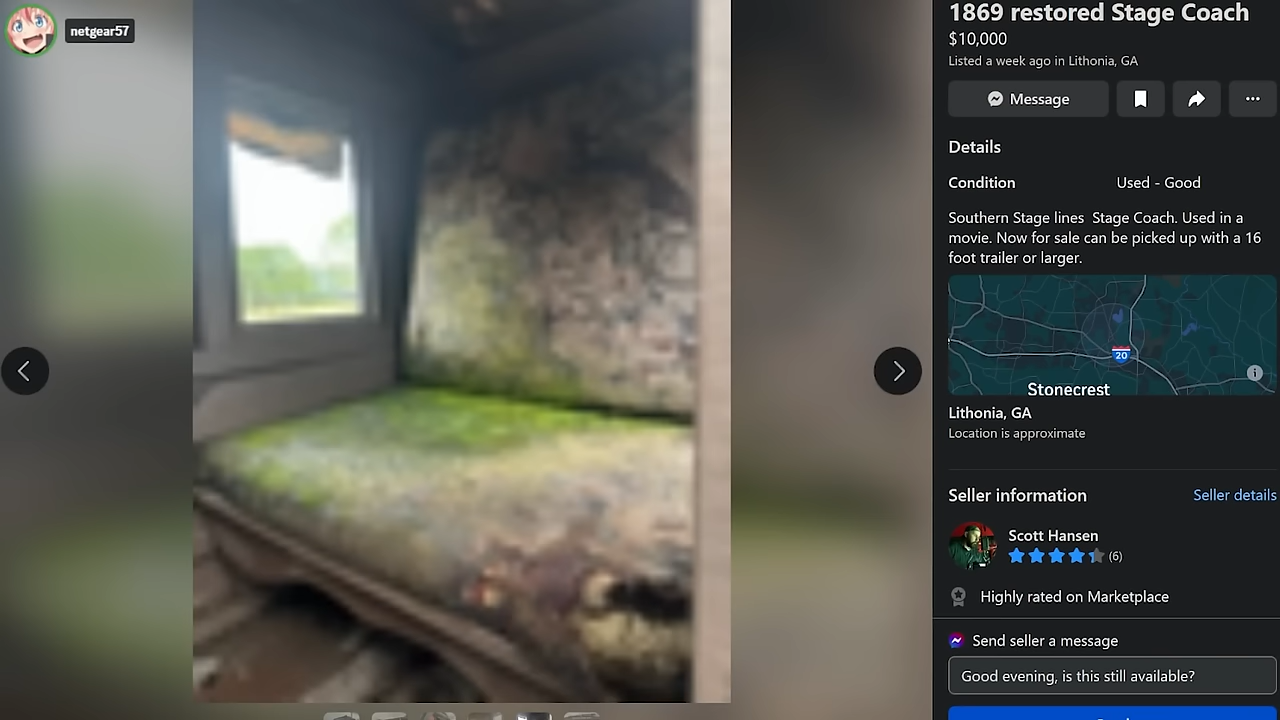 netgear57
1869 restored Stage Coach
$10,000
Listed a week ago in Lithonia, GA
Message
Details
Condition Used - Good
Southern Stage lines  Stage Coach. Used in a
movie. Now for sale can be picked up with a 16
foot trailer or larger.
20
Stonecrest
Lithonia, GA
Location is approximate
Seller information Seller details
Scott Hansen
(6)
Highly rated on Marketplace
Send seller a message
Good evening, is this still available?